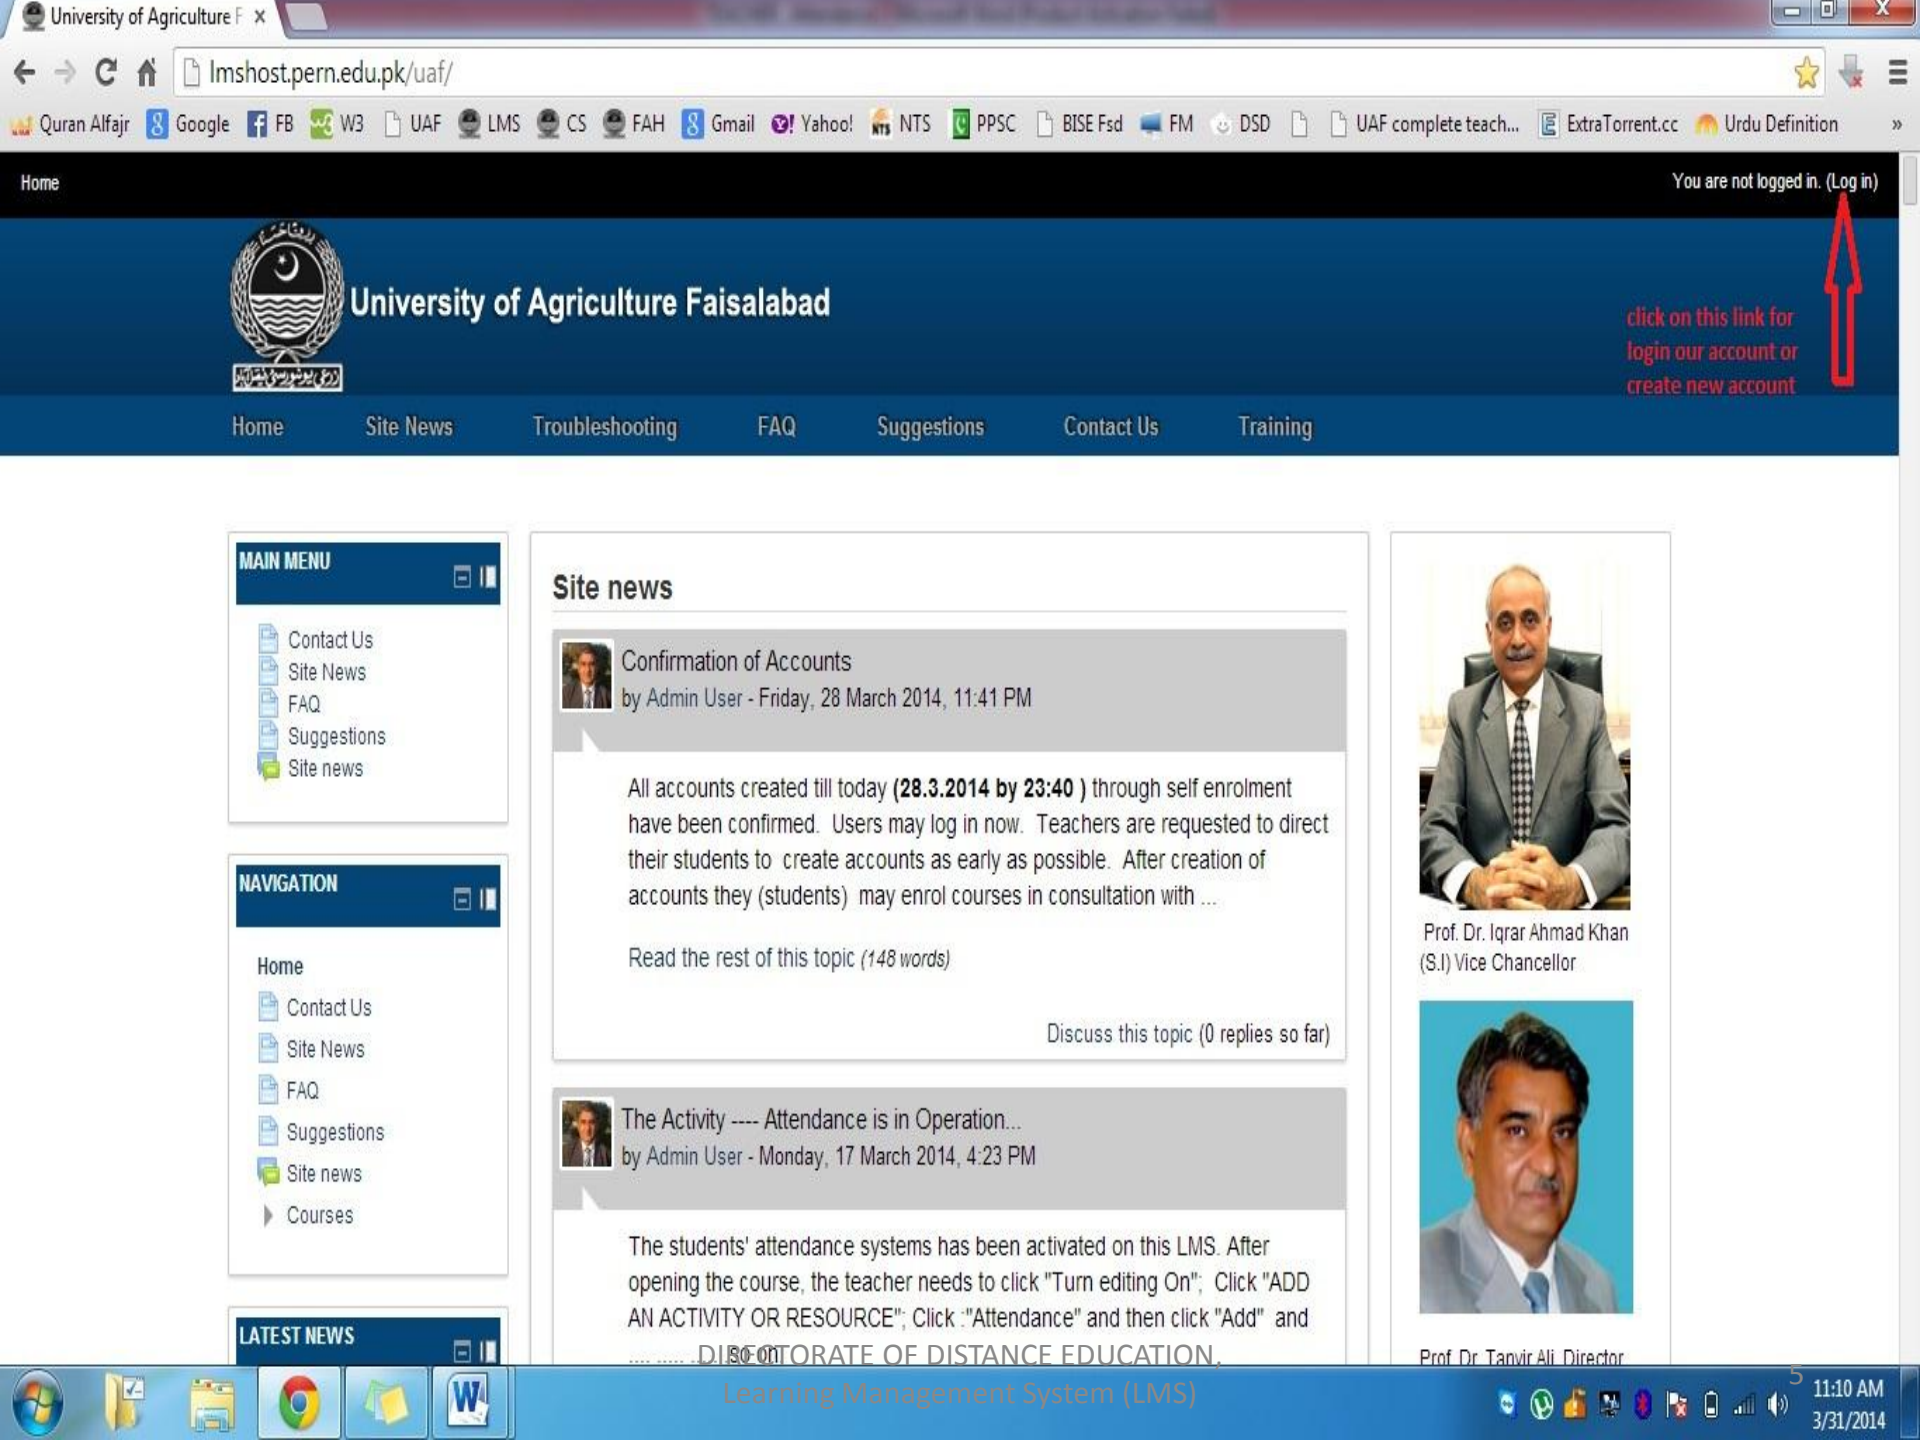 University of Agriculture F
lmshost.pern.edu.pk/uaf/
Quran Alfajr Google FB W3 UAF LMS CS FAH Gmail Yahoo! NTS PPSC BISE Fsd FM DSD UAF complete teach... ExtraTorrent.cc Urdu Definition »
Home You are not logged in. (Log in)
University of Agriculture Faisalabad
click on this link for
login our account or
create new account
Home Site News Troubleshooting FAQ Suggestions Contact Us Training
MAIN MENU
Contact Us
Site News
FAQ
Suggestions
Site news
NAVIGATION
Home
Contact Us
Site News
FAQ
Suggestions
Site news
Courses
LATEST NEWS
Site news
Confirmation of Accounts
by Admin User - Friday, 28 March 2014, 11:41 PM
All accounts created till today (28.3.2014 by 23:40 ) through self enrolment
have been confirmed. Users may log in now. Teachers are requested to direct
their students to create accounts as early as possible. After creation of
accounts they (students) may enrol courses in consultation with ...
Read the rest of this topic (148 words)
Discuss this topic (0 replies so far)
The Activity ---- Attendance is in Operation...
by Admin User - Monday, 17 March 2014, 4:23 PM
The students' attendance systems has been activated on this LMS. After
opening the course, the teacher needs to click "Turn editing On"; Click "ADD
AN ACTIVITY OR RESOURCE"; Click :"Attendance" and then click "Add" and
.... ..... ..... so on
Prof. Dr. Iqrar Ahmad Khan
(S.I) Vice Chancellor
Prof. Dr. Tanvir Ali, Director
DIRECTORATE OF DISTANCE EDUCATION,
Learning Management System (LMS)
5
11:10 AM
3/31/2014